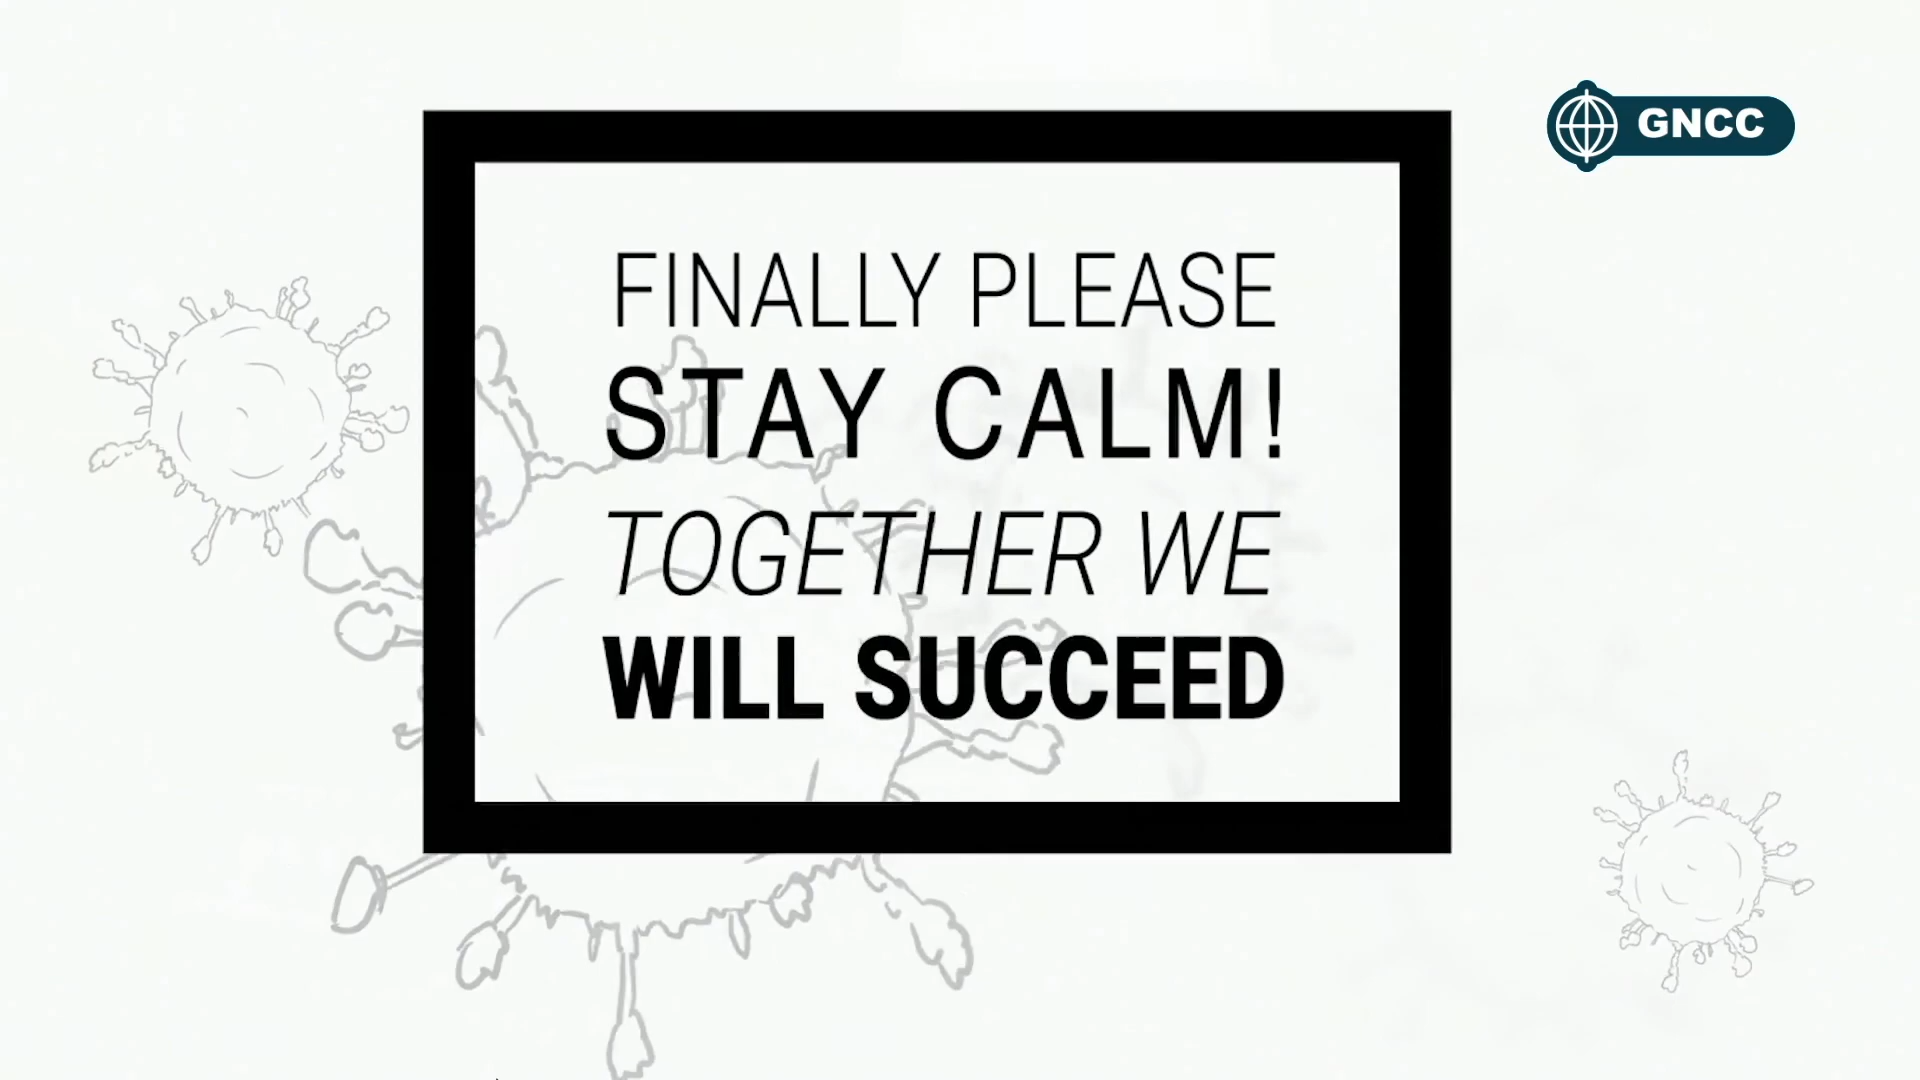 GNCC
FINALLY PLEASE
STAY CALM!
TOGETHER WE
WILL SUCCEED